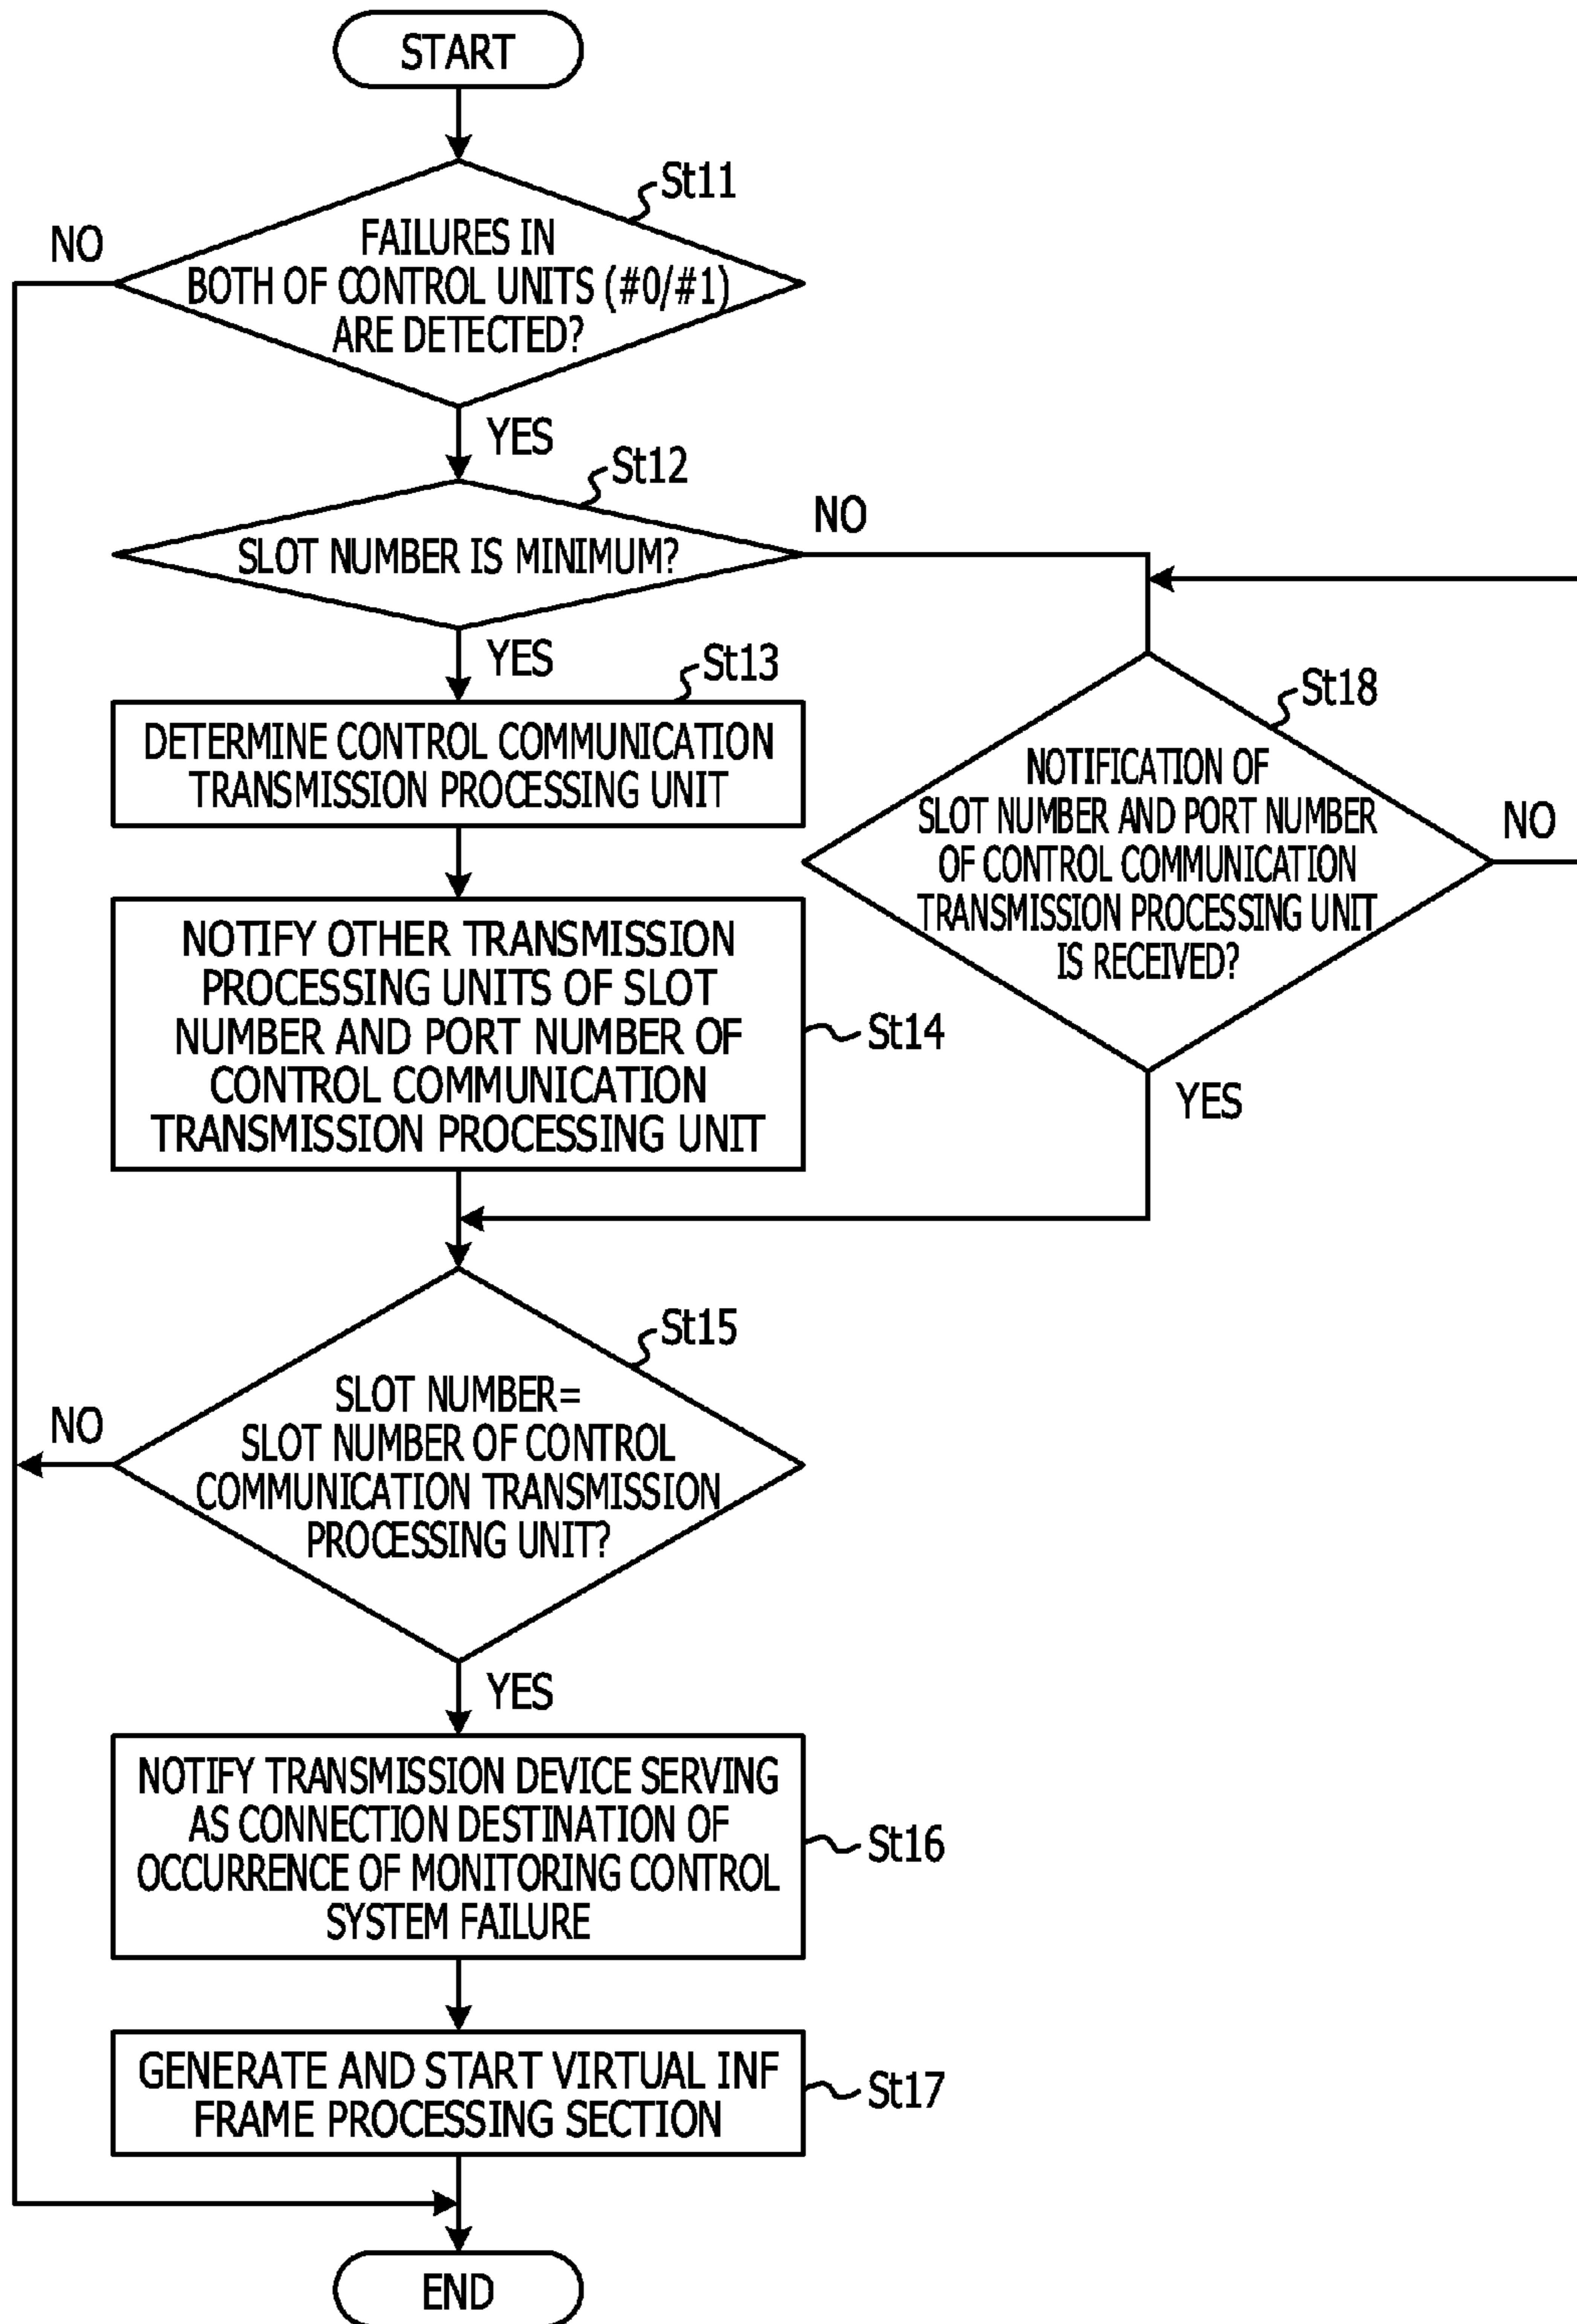 START
St11
NO
FAILURES IN
BOTH OF CONTROL UNITS (#0/#1)
ARE DETECTED?
YES
St12
NO
SLOT NUMBER IS MINIMUM?
YES
St13
DETERMINE CONTROL COMMUNICATION
TRANSMISSION PROCESSING UNIT
St18
NOTIFICATION OF
SLOT NUMBER AND PORT NUMBER
OF CONTROL COMMUNICATION
TRANSMISSION PROCESSING UNIT
IS RECEIVED?
NO
YES
NOTIFY OTHER TRANSMISSION
PROCESSING UNITS OF SLOT
NUMBER AND PORT NUMBER OF
CONTROL COMMUNICATION
TRANSMISSION PROCESSING UNIT
St14
St15
NO
SLOT NUMBER=
SLOT NUMBER OF CONTROL
COMMUNICATION TRANSMISSION
PROCESSING UNIT?
YES
NOTIFY TRANSMISSION DEVICE SERVING
AS CONNECTION DESTINATION OF
OCCURRENCE OF MONITORING CONTROL
SYSTEM FAILURE
St16
GENERATE AND START VIRTUAL INF
FRAME PROCESSING SECTION
St17
END